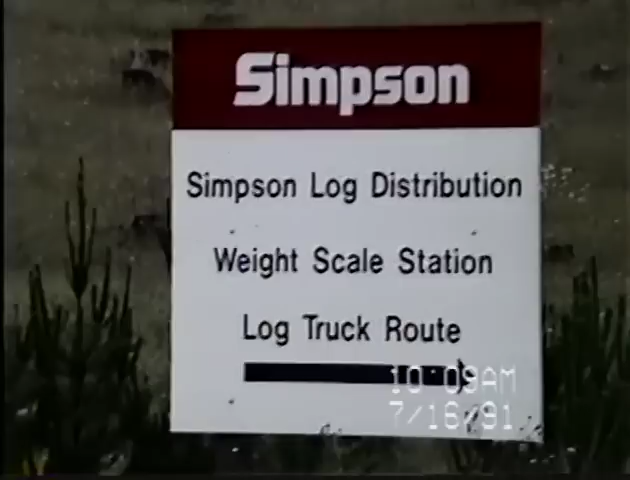 Simpson
Simpson Log Distribution
Weight Scale Station
Log Truck Route
10:09AM
7/16/91